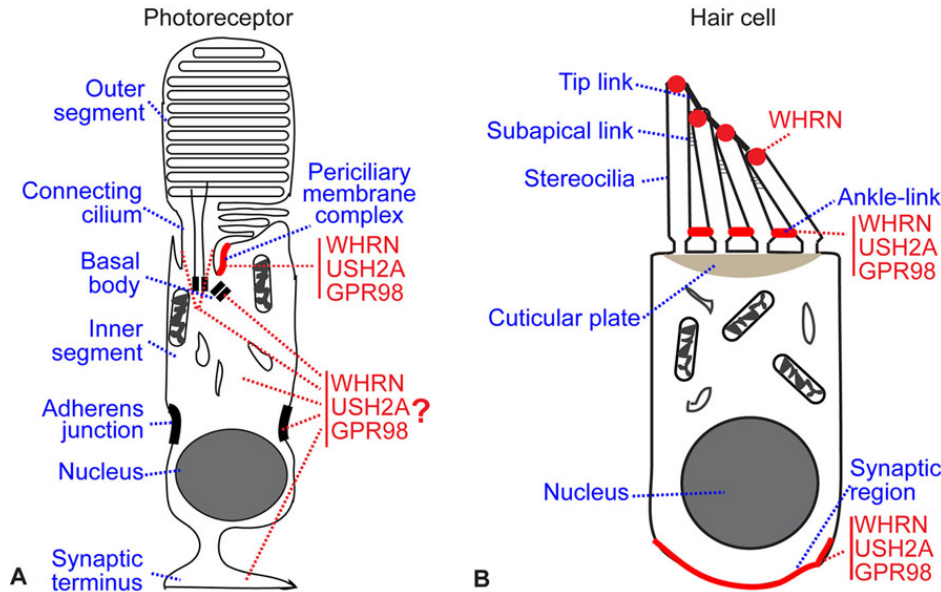 Photoreceptor
Outer
segment
Connecting
cilium
Periciliary
membrane
complex
WHRN
USH2A
GPR98
Basal
body
Inner
segment
WHRN
USH2A?
GPR98
Adherens
junction
Nucleus
Synaptic
terminus
A
Hair cell
Tip link
Subapical link
WHRN
Stereocilia
Ankle-link
WHRN
USH2A
GPR98
Cuticular plate
Nucleus
Synaptic
region
WHRN
USH2A
GPR98
B